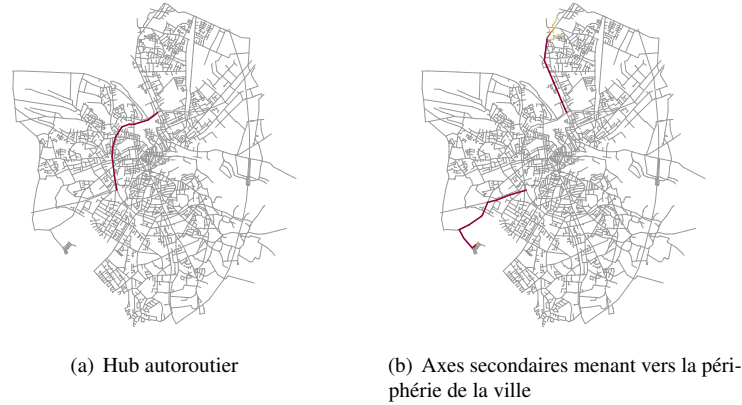 (a) Hub autoroutier
(b) Axes secondaires menant vers la péri-
phérie de la ville